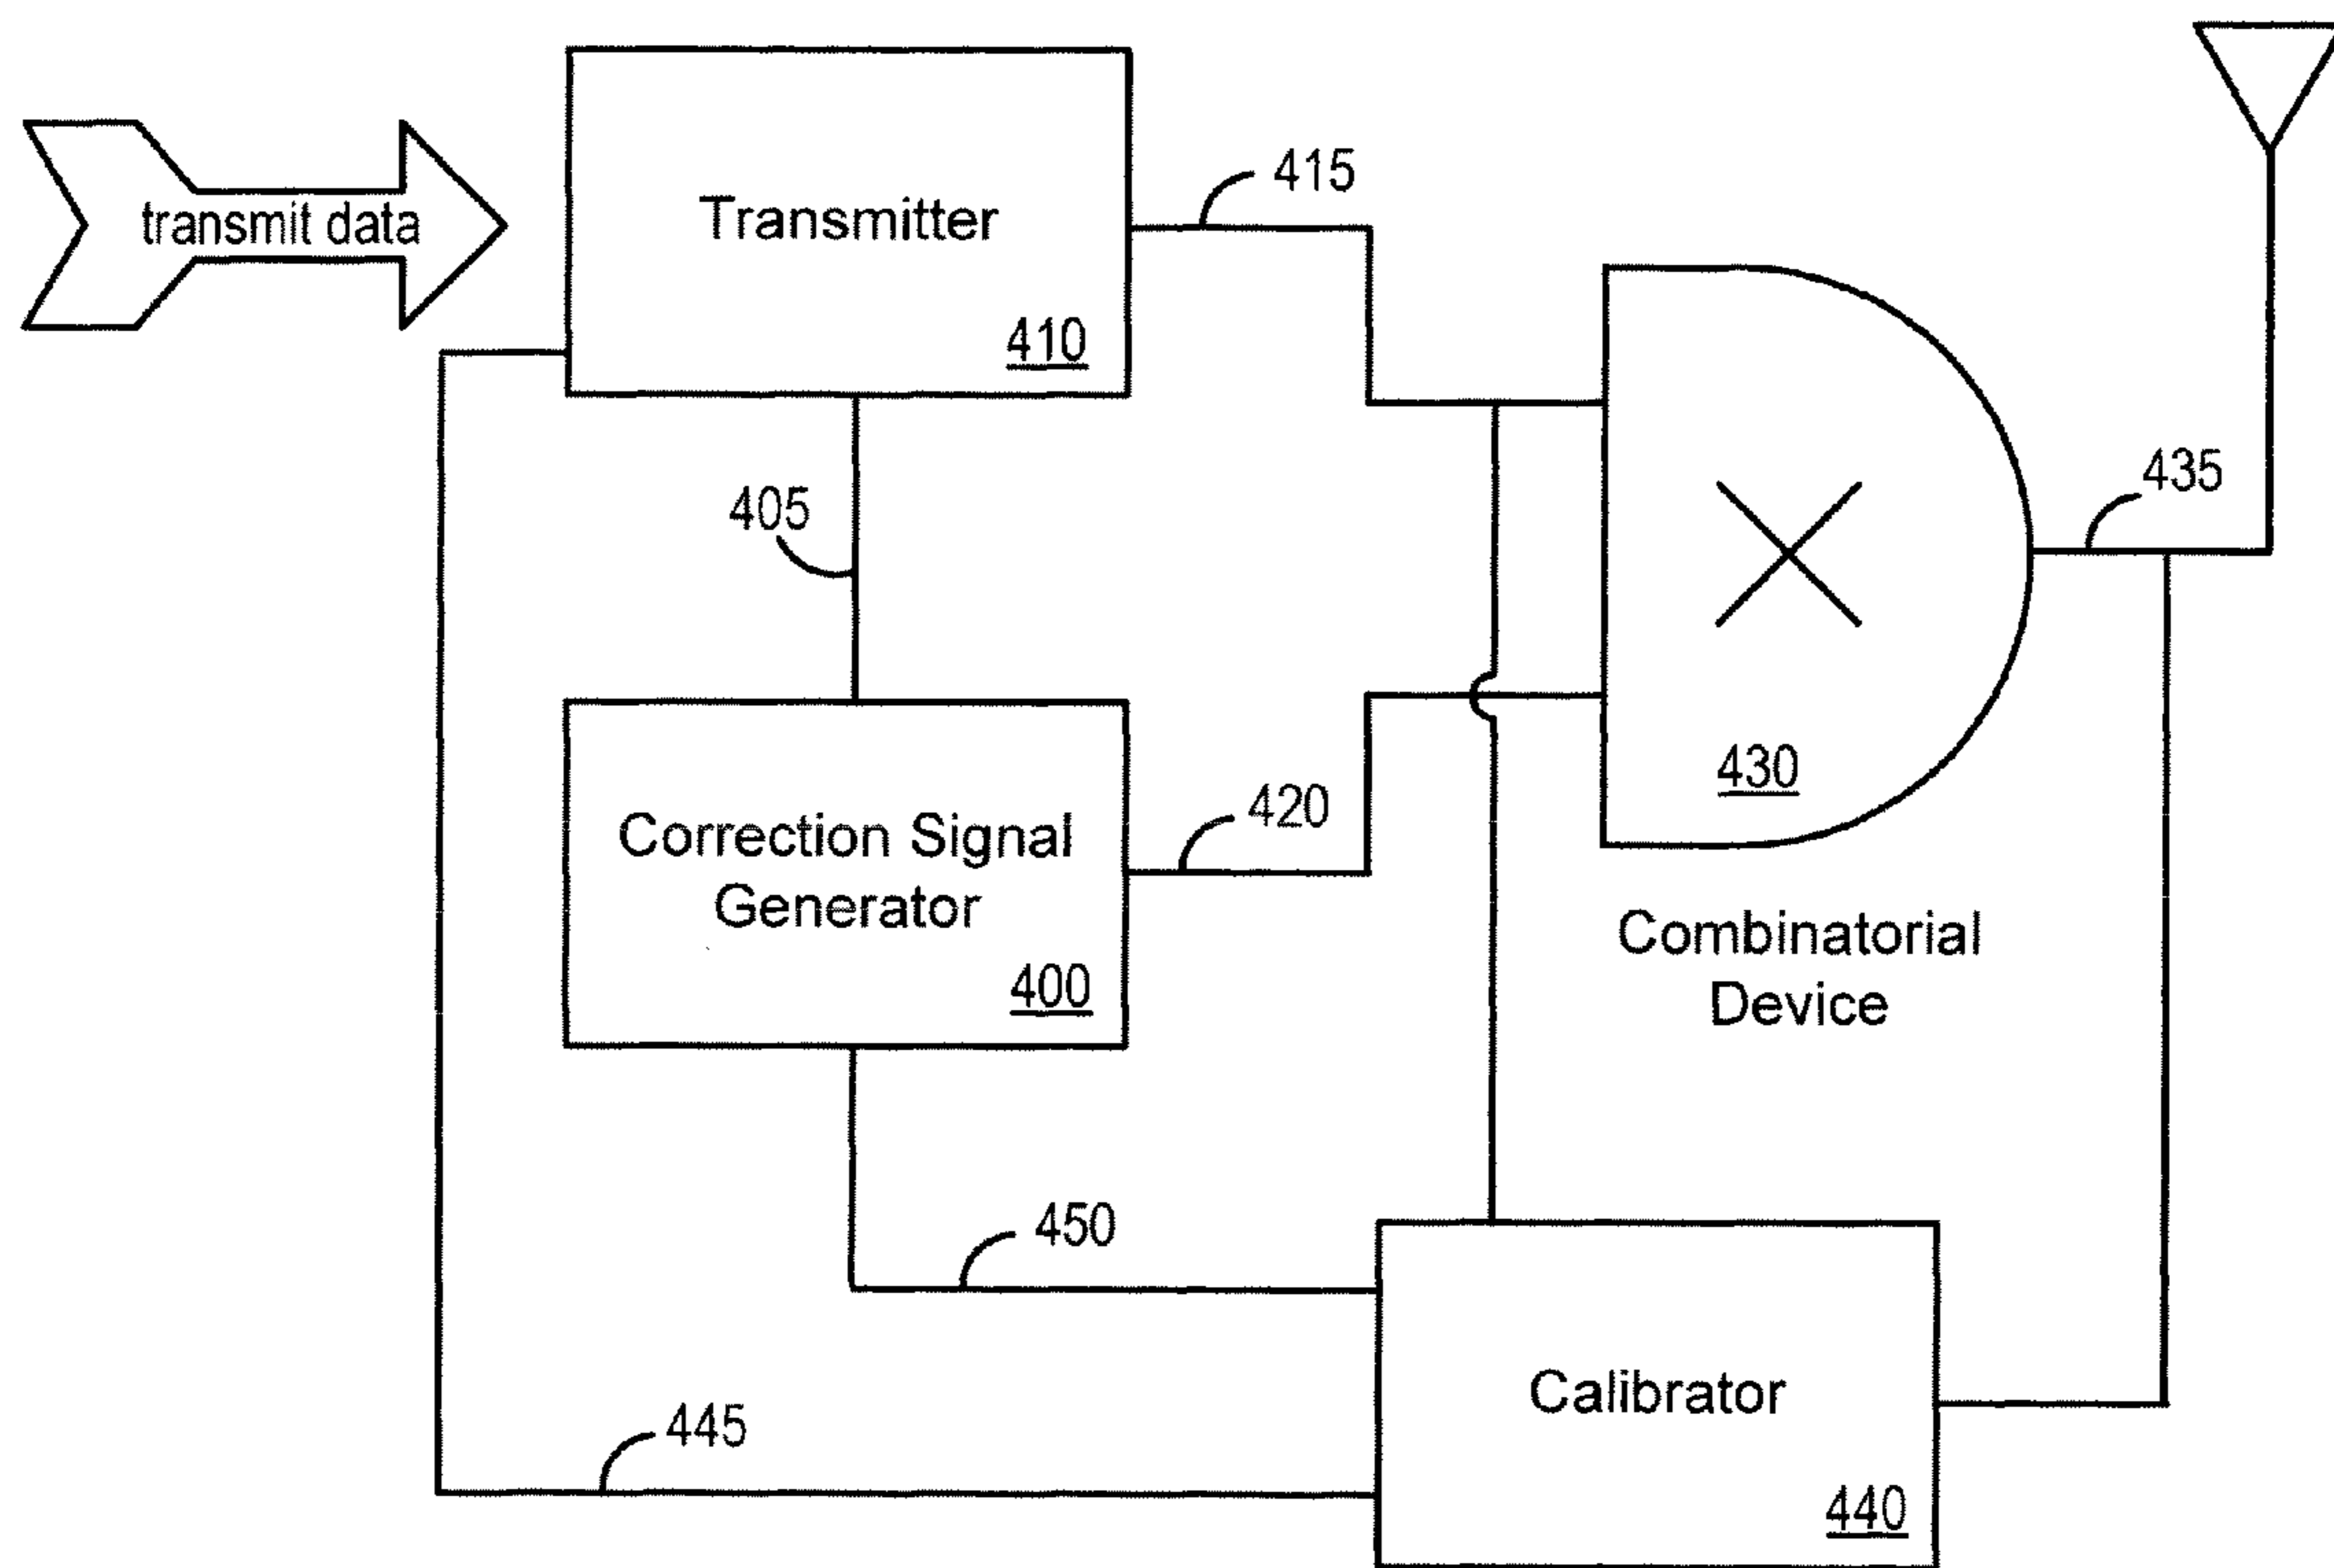 415
transmit data
Transmitter
410
435
405
420
430
Correction Signal
Generator
400
Combinatorial
Device
450
Calibrator
445
440